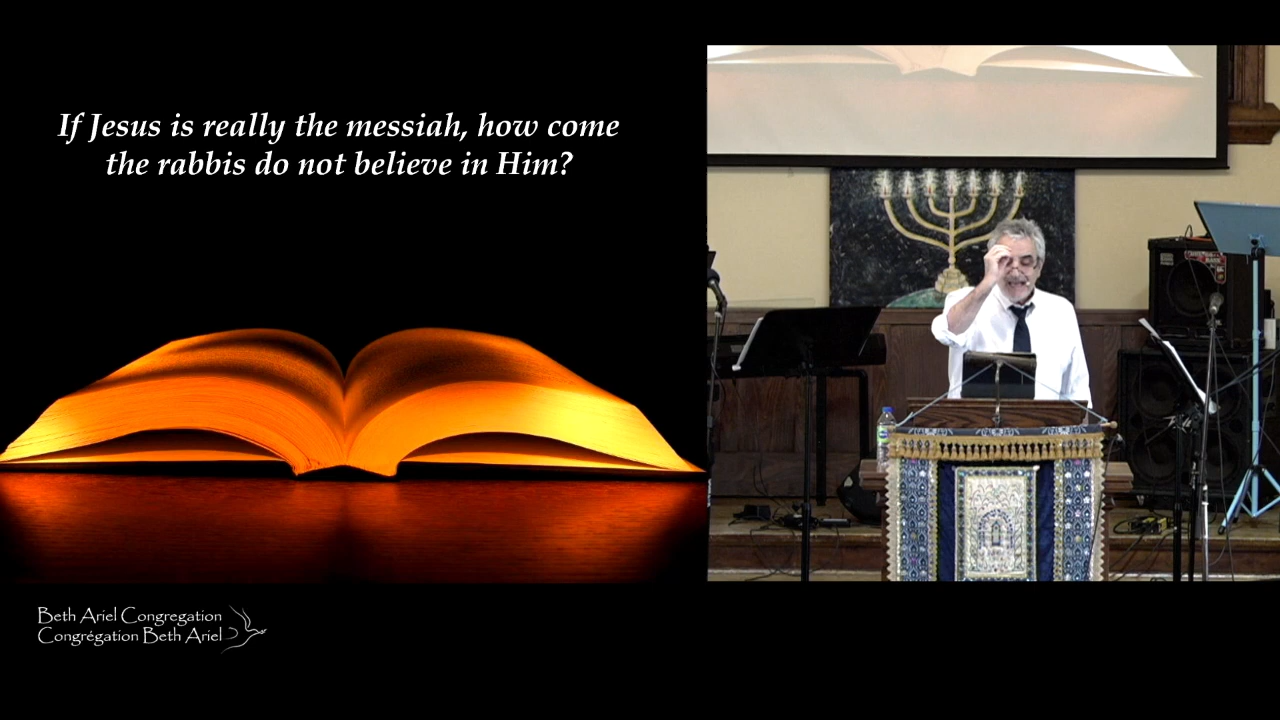 If Jesus is really the messiah, how come
the rabbis do not believe in Him?
Beth Ariel Congregation
Congrégation Beth Ariel